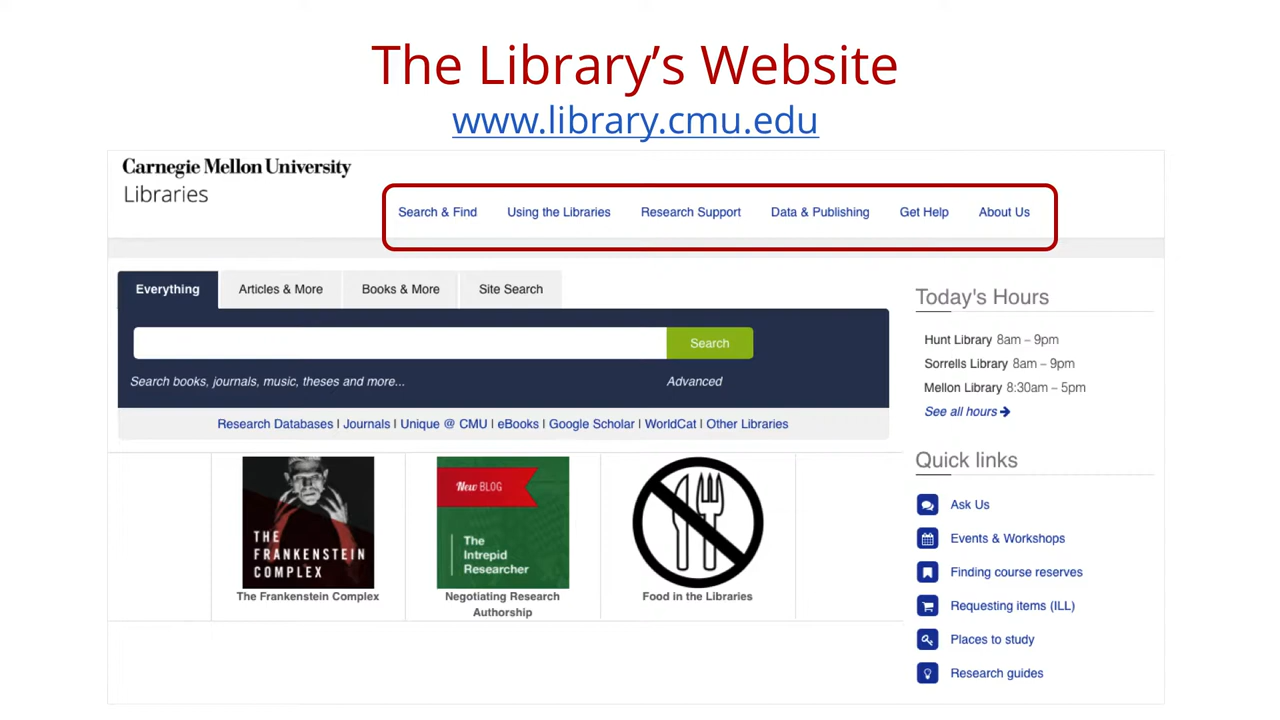 The Library’s Website
www.library.cmu.edu
Carnegie Mellon University
Libraries
Search & Find Using the Libraries Research Support Data & Publishing Get Help About Us
Everything Articles & More Books & More Site Search
Search
Search books, journals, music, theses and more... Advanced
Research Databases | Journals | Unique @ CMU | eBooks | Google Scholar | WorldCat | Other Libraries
THE
FRANKENSTEIN
COMPLEX
The Frankenstein Complex
New BLOG
The
Intrepid
Researcher
Negotiating Research
Authorship
Food in the Libraries
Today's Hours
Hunt Library 8am – 9pm
Sorrells Library 8am – 9pm
Mellon Library 8:30am – 5pm
See all hours
Quick links
Ask Us
Events & Workshops
Finding course reserves
Requesting items (ILL)
Places to study
Research guides